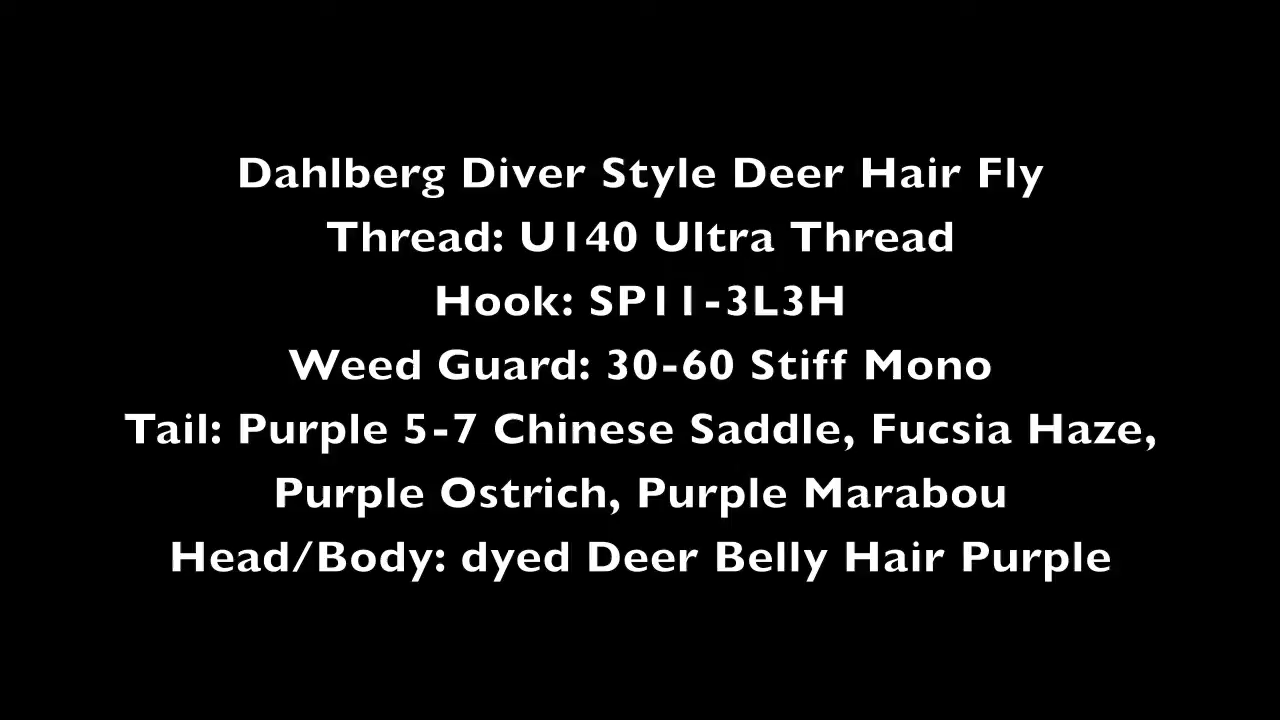 Dahlberg Diver Style Deer Hair Fly
Thread: U140 Ultra Thread
Hook: SP11-3L3H
Weed Guard: 30-60 Stiff Mono
Tail: Purple 5-7 Chinese Saddle, Fucsia Haze,
Purple Ostrich, Purple Marabou
Head/Body: dyed Deer Belly Hair Purple